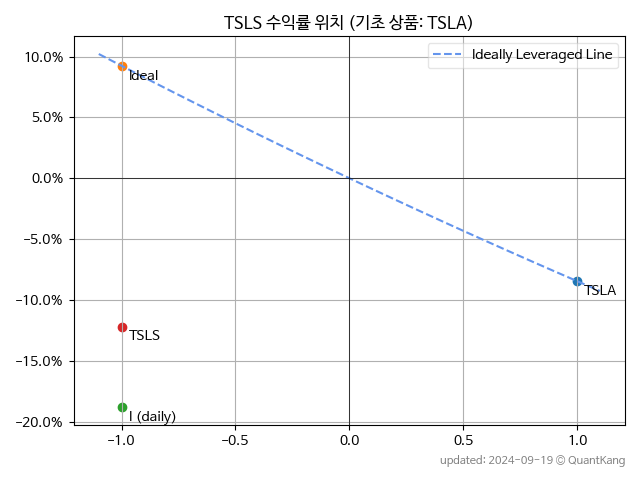 TSLS 수익률 위치 (기초 상품: TSLA)
Ideally Leveraged Line
10.0%
5.0%
0.0%
−5.0%
−10.0%
−15.0%
−20.0%
Ideal
TSLA
TSLS
I (daily)
−1.0
−0.5
0.0
0.5
1.0
updated: 2024-09-19 © QuantKang